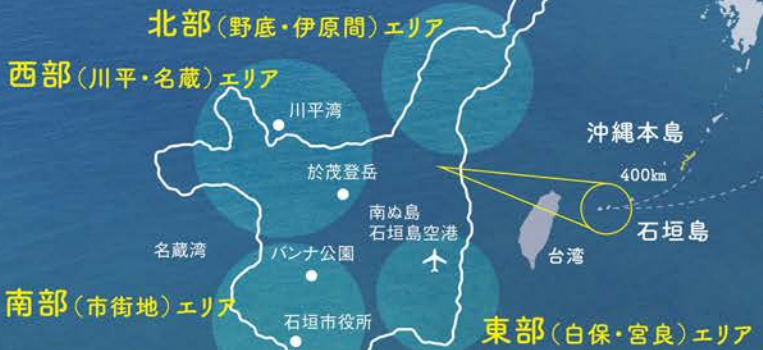 北部(野底・伊原間)エリア
西部(川平・名蔵)エリア
川平湾
沖縄本島
400km
於茂登岳
南ぬ島
石垣島空港
石垣島
名蔵湾
バンナ公園
台湾
南部(市街地)エリア
石垣市役所
東部(白保・宮良)エリア